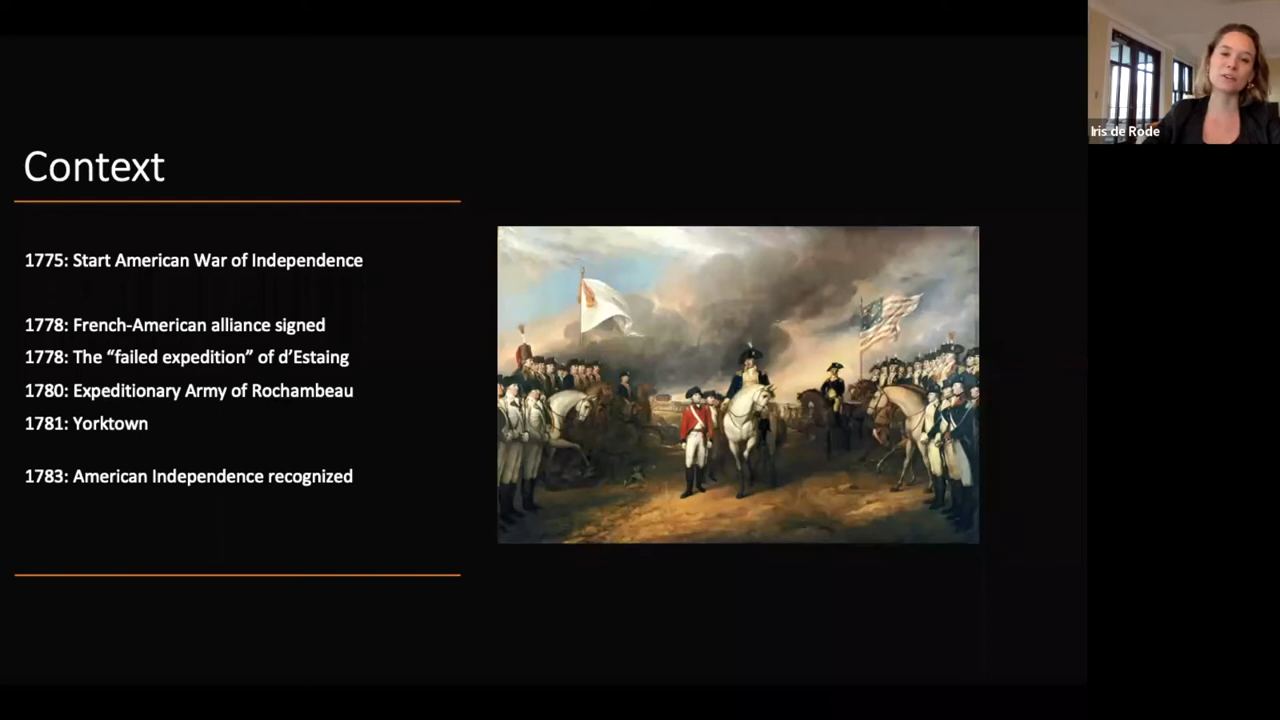 Context
1775: Start American War of Independence
1778: French-American alliance signed
1778: The “failed expedition” of d’Estaing
1780: Expeditionary Army of Rochambeau
1781: Yorktown
1783: American Independence recognized
Iris de Rode